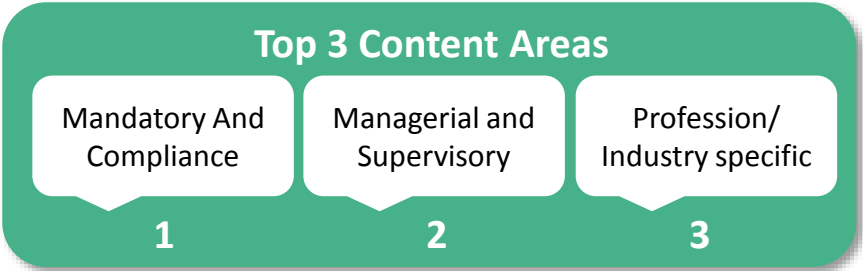 Top 3 Content Areas
Mandatory And
Compliance
Managerial and
Supervisory
Profession/
Industry specific
1
2
3